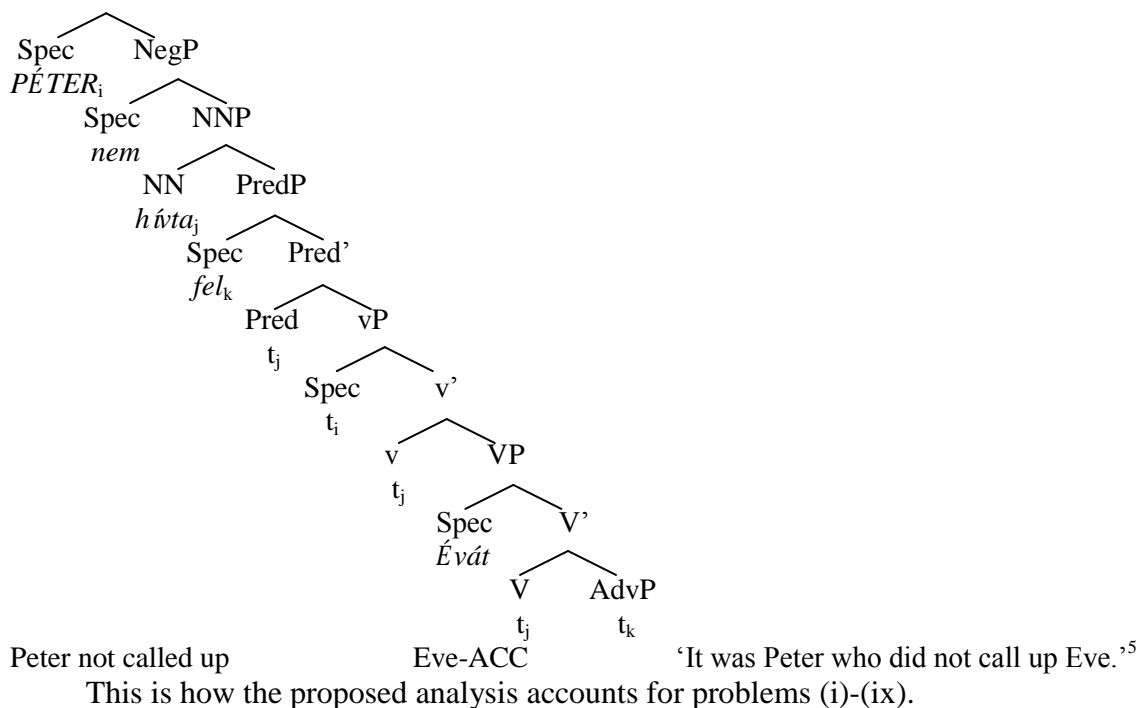 Spec NegP
PÉTERi
Spec NNP
nem
NN PredP
hívtaj
Spec Pred’
felk
Pred vP
tj
Spec v’
ti
v VP
tj
Spec V’
Évát
V AdvP
tj tk
Peter not called up Eve-ACC ‘It was Peter who did not call up Eve.’5
This is how the proposed analysis accounts for problems (i)-(ix).